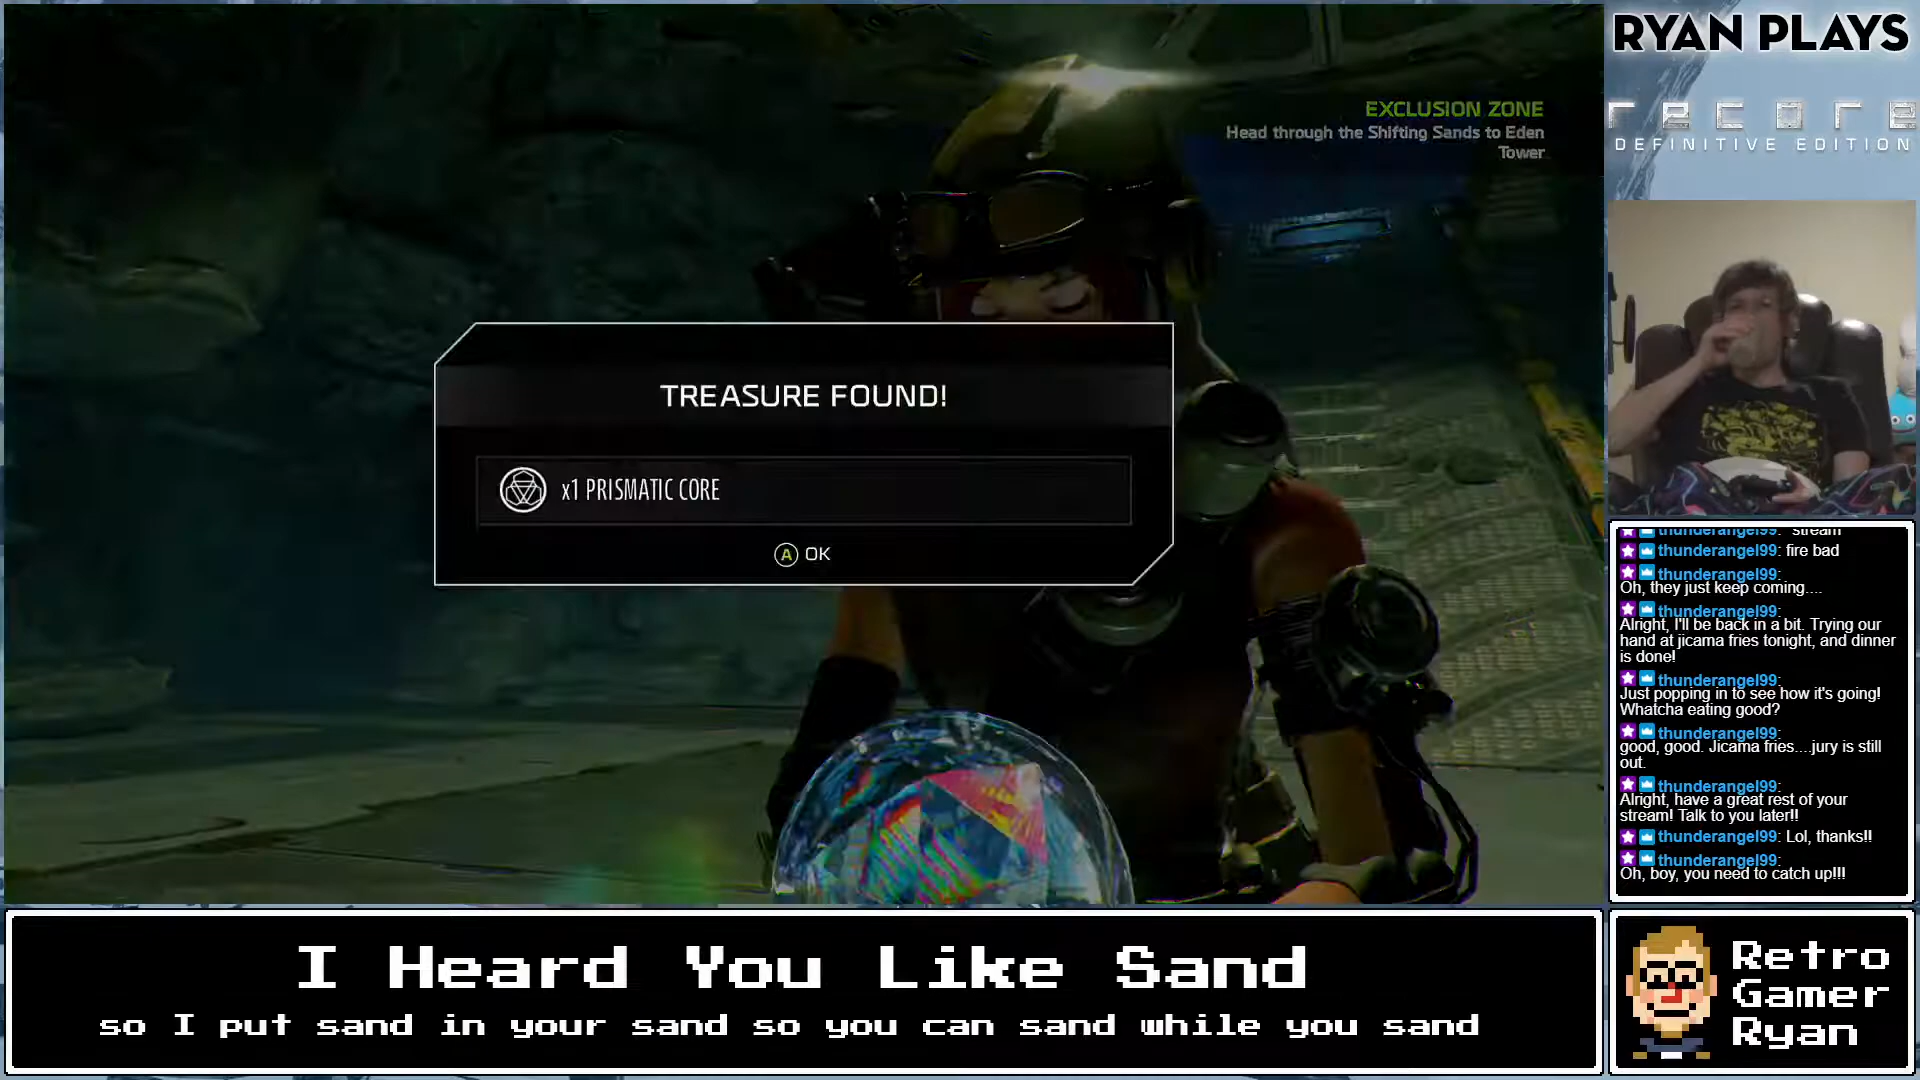 EXCLUSION ZONE
Head through the Shifting Sands to Eden
Tower
TREASURE FOUND!
x1 PRISMATIC CORE
A OK
RYAN PLAYS
recore
DEFINITIVE EDITION
thunderangel99: stream
thunderangel99: fire bad
thunderangel99:
Oh, they just keep coming....
thunderangel99:
Alright, I'll be back in a bit. Trying our
hand at jicama fries tonight, and dinner
is done!
thunderangel99:
Just popping in to see how it's going!
Whatcha eating good?
thunderangel99:
good, good. Jicama fries....jury is still
out.
thunderangel99:
Alright, have a great rest of your
stream! Talk to you later!!
thunderangel99: Lol, thanks!!
thunderangel99:
Oh, boy, you need to catch up!!!
I Heard You Like Sand
so I put sand in your sand so you can sand while you sand
Retro
Gamer
Ryan